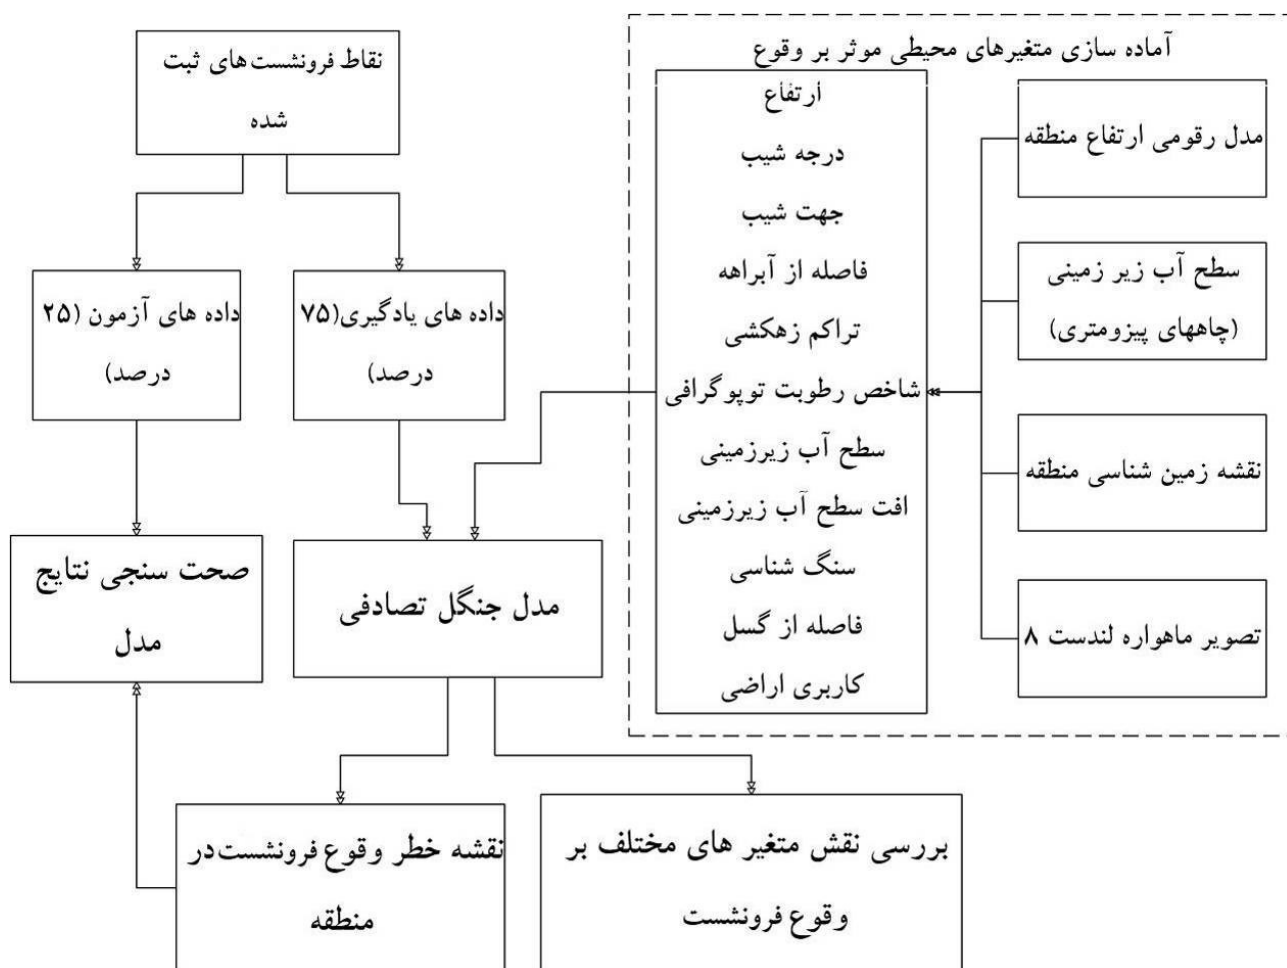 آماده سازی متغیرهای محیطی موثر بر وقوع
مدل رقومی ارتفاع منطقه
سطح آب زیر زمینی
(چاههای پیزومتری)
نقشه زمین شناسی منطقه
تصویر ماهواره لندست ۸
ارتفاع
درجه شیب
جهت شیب
فاصله از آبراهه
تراکم زهکشی
شاخص رطوبت توپوگرافی
سطح آب زیرزمینی
افت سطح آب زیرزمینی
سنگ شناسی
فاصله از گسل
کاربری اراضی
نقاط فرونشست های ثبت
شده
داده های یادگیری(۷۵
درصد)
داده های آزمون (۲۵
درصد)
مدل جنگل تصادفی
صحت سنجی نتایج
مدل
بررسی نقش متغیر های مختلف بر
وقوع فرونشست
نقشه خطر وقوع فرونشست در
منطقه